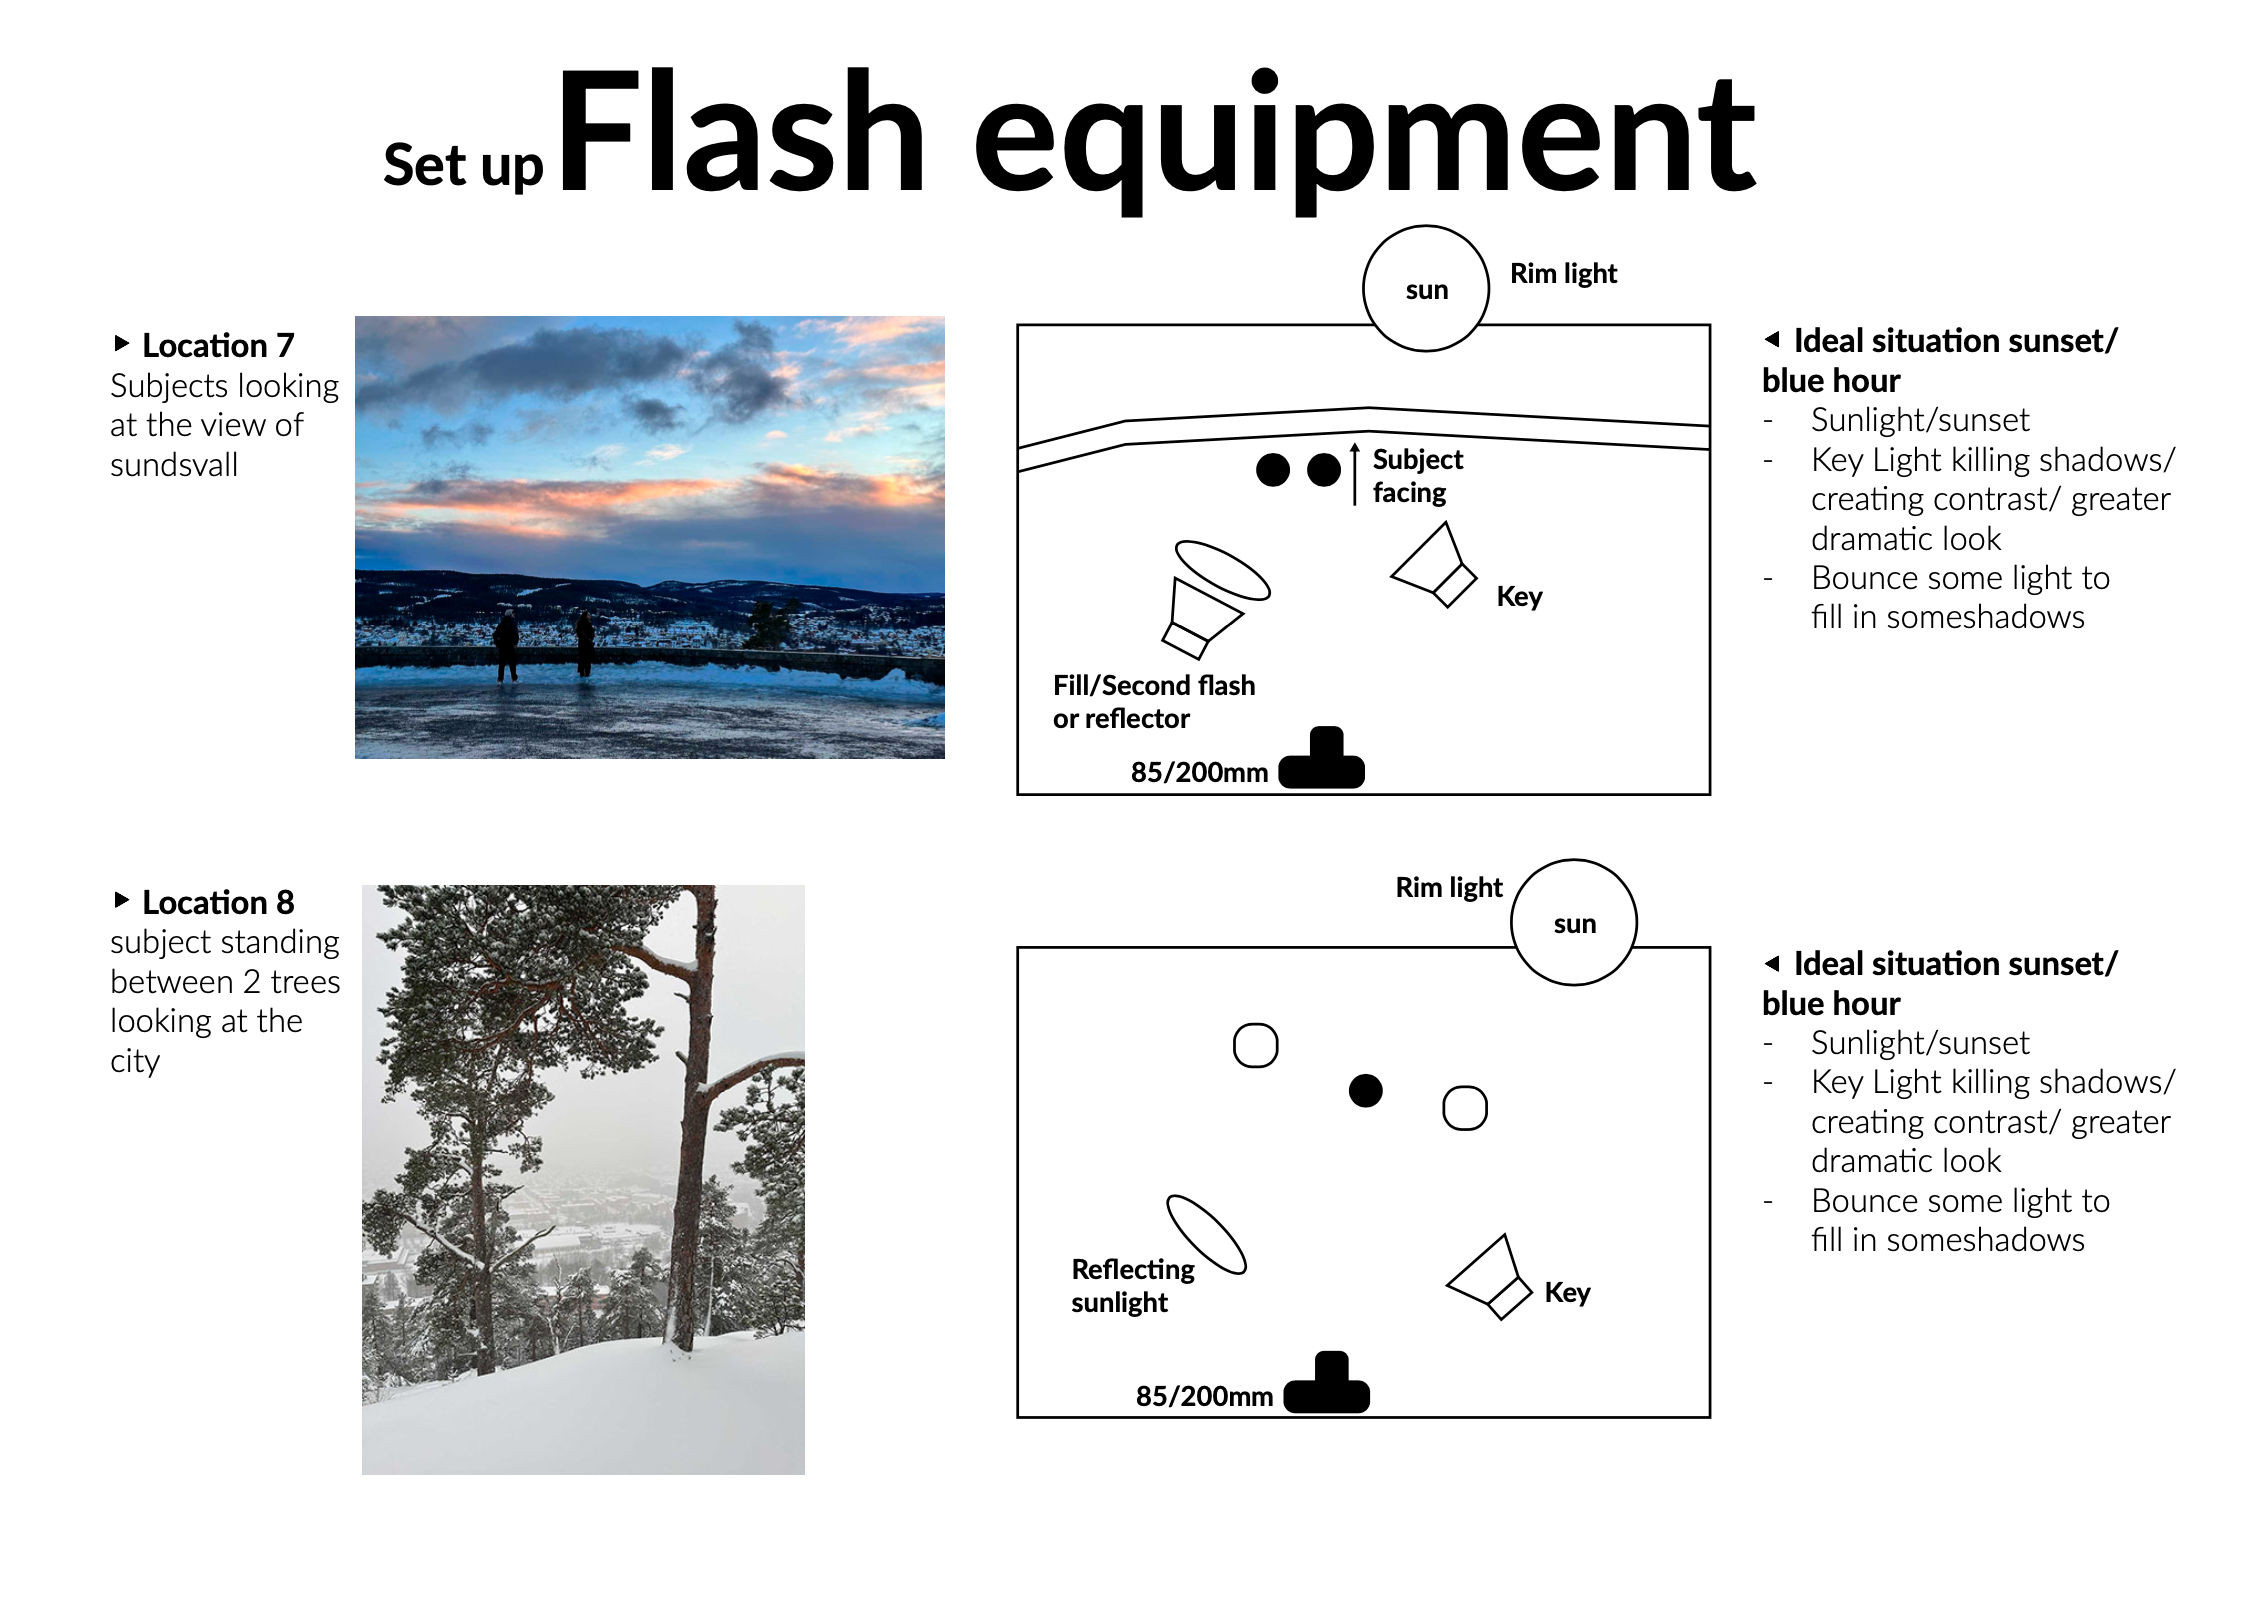 Set up Flash equipment
► Location 7
Subjects looking
at the view of
sundsvall
sun
Rim light
Subject
facing
Key
Fill/Second flash
or reflector
85/200mm
◄ Ideal situation sunset/
blue hour
- Sunlight/sunset
- Key Light killing shadows/
creating contrast/ greater
dramatic look
- Bounce some light to
fill in someshadows
► Location 8
subject standing
between 2 trees
looking at the
city
Rim light
sun
Reflecting
sunlight
Key
85/200mm
◄ Ideal situation sunset/
blue hour
- Sunlight/sunset
- Key Light killing shadows/
creating contrast/ greater
dramatic look
- Bounce some light to
fill in someshadows